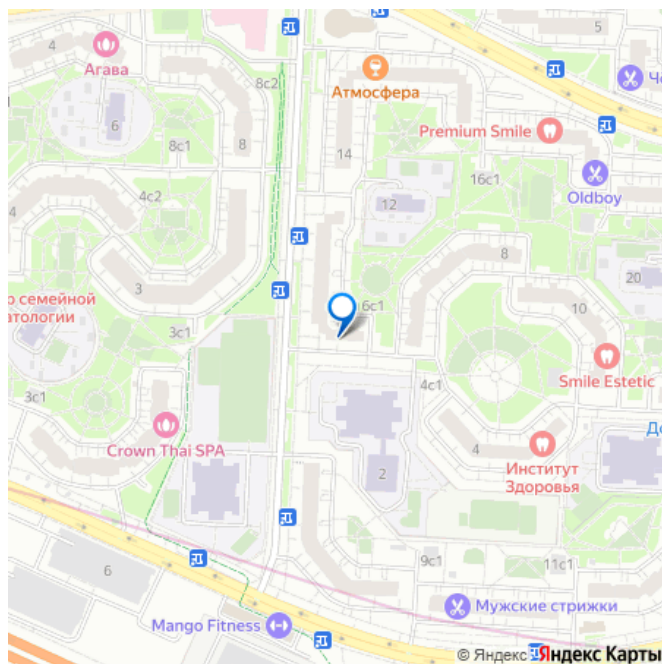 5
4
Агава
8с2
Атмосфера
6
Premium Smile
8с1
8
14
4с2
16с1
Oldboy
4
12
8
20
3
6с1
р семейной
атологии
3с1
10
Smile Estetic
3с1
4с1
Crown Thai SPA
4
2
Институт
Здоровья
9с1
11с1
6
Мужские стрижки
Mango Fitness
© Яндекс Яндекс Карты